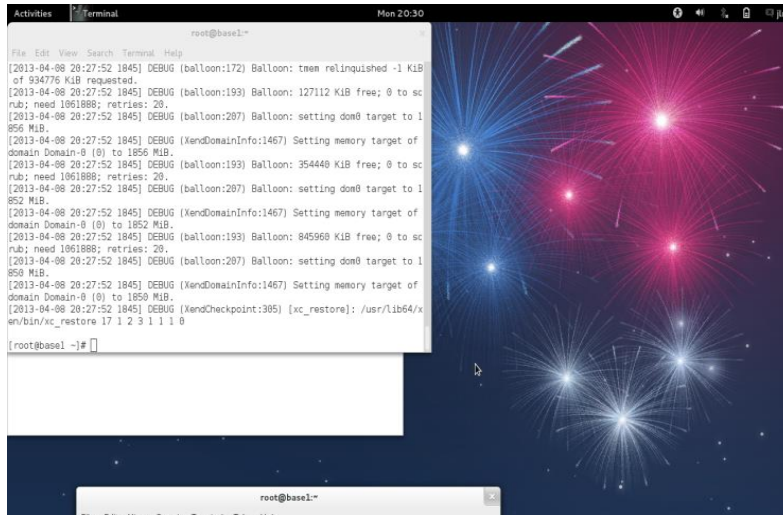 Activities Terminal Mon 20:30
root@base1:~
File Edit View Search Terminal Help
[2013-04-08 20:27:52 1845] DEBUG (balloon:172) Balloon: tmem relinquished -1 KiB
of 934776 KiB requested.
[2013-04-08 20:27:52 1845] DEBUG (balloon:193) Balloon: 127112 KiB free; 0 to sc
rub; need 1061888; retries: 20.
[2013-04-08 20:27:52 1845] DEBUG (balloon:207) Balloon: setting dom0 target to 1
856 MiB.
[2013-04-08 20:27:52 1845] DEBUG (XendDomainInfo:1467) Setting memory target of
domain Domain-0 (0) to 1856 MiB.
[2013-04-08 20:27:52 1845] DEBUG (balloon:193) Balloon: 354440 KiB free; 0 to sc
rub; need 1061888; retries: 20.
[2013-04-08 20:27:52 1845] DEBUG (balloon:207) Balloon: setting dom0 target to 1
852 MiB.
[2013-04-08 20:27:52 1845] DEBUG (XendDomainInfo:1467) Setting memory target of
domain Domain-0 (0) to 1852 MiB.
[2013-04-08 20:27:52 1845] DEBUG (balloon:193) Balloon: 845960 KiB free; 0 to sc
rub; need 1061888; retries: 20.
[2013-04-08 20:27:52 1845] DEBUG (balloon:207) Balloon: setting dom0 target to 1
850 MiB.
[2013-04-08 20:27:52 1845] DEBUG (XendDomainInfo:1467) Setting memory target of
domain Domain-0 (0) to 1850 MiB.
[2013-04-08 20:27:52 1845] DEBUG (XendCheckpoint:305) [xc_restore]: /usr/lib64/x
en/bin/xc_restore 17 1 2 3 1 1 1 0
[root@base1 ~]#
root@base1:~